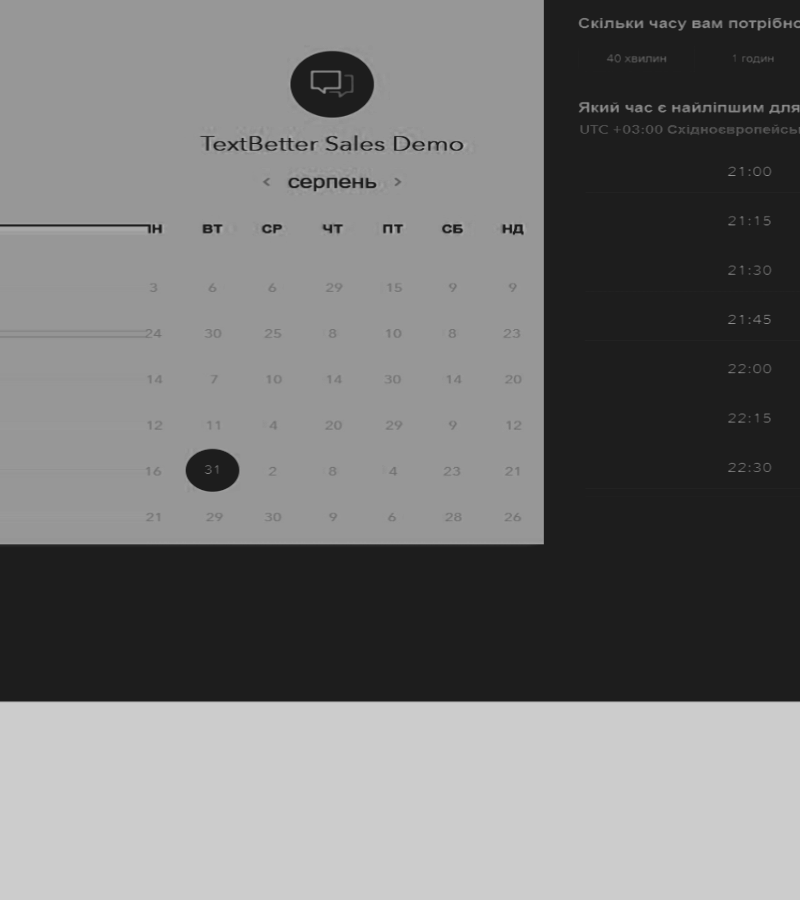 TextBetter Sales Demo
< серпень >
ПН ВТ СР ЧТ ПТ СБ НД
3 6 6 29 15 9 9
24 30 25 8 10 8 23
14 7 10 14 30 14 20
12 11 4 20 29 9 12
16 31 2 8 4 23 21
21 29 30 9 6 28 26
Скільки часу вам потрібно
40 хвилин 1 годин
Який час є найліпшим для
UTC +03:00 Східноєвропейсь
21:00
21:15
21:30
21:45
22:00
22:15
22:30